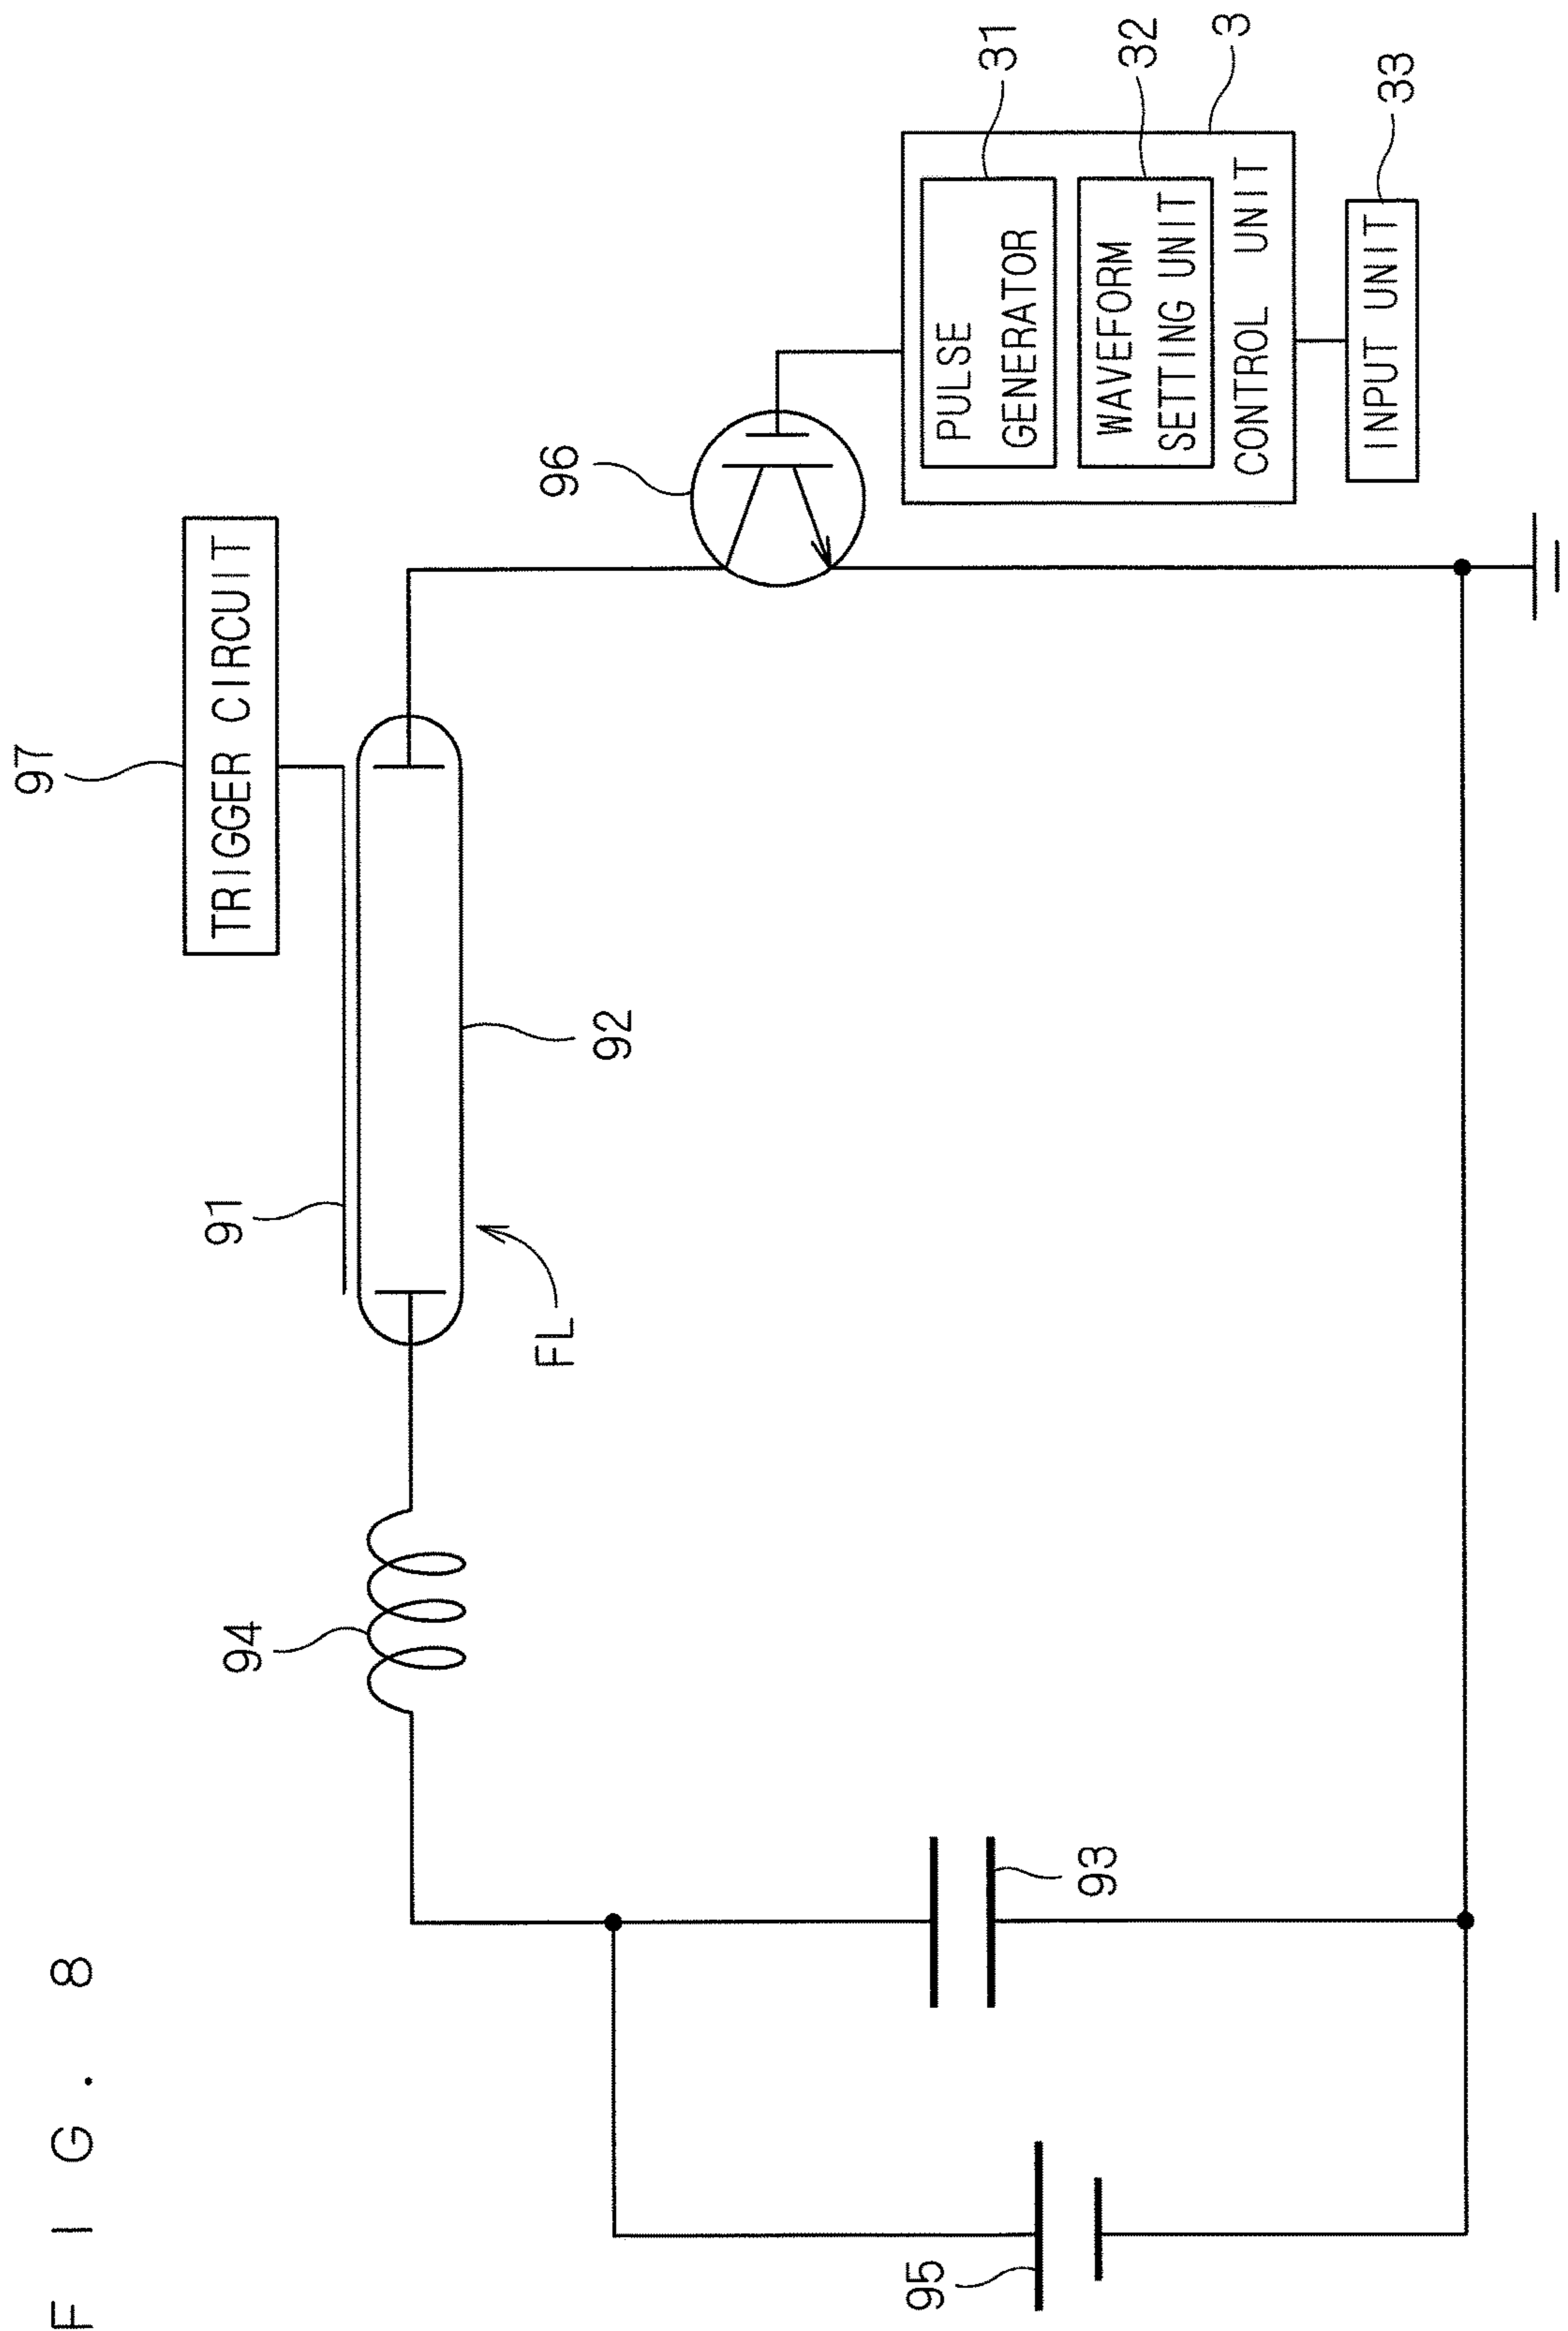 FIG. 8
97
TRIGGER CIRCUIT
91
94
92
FL
96
31
PULSE
GENERATOR
32
WAVEFORM
SETTING UNIT
3
CONTROL UNIT
33
INPUT UNIT
93
95